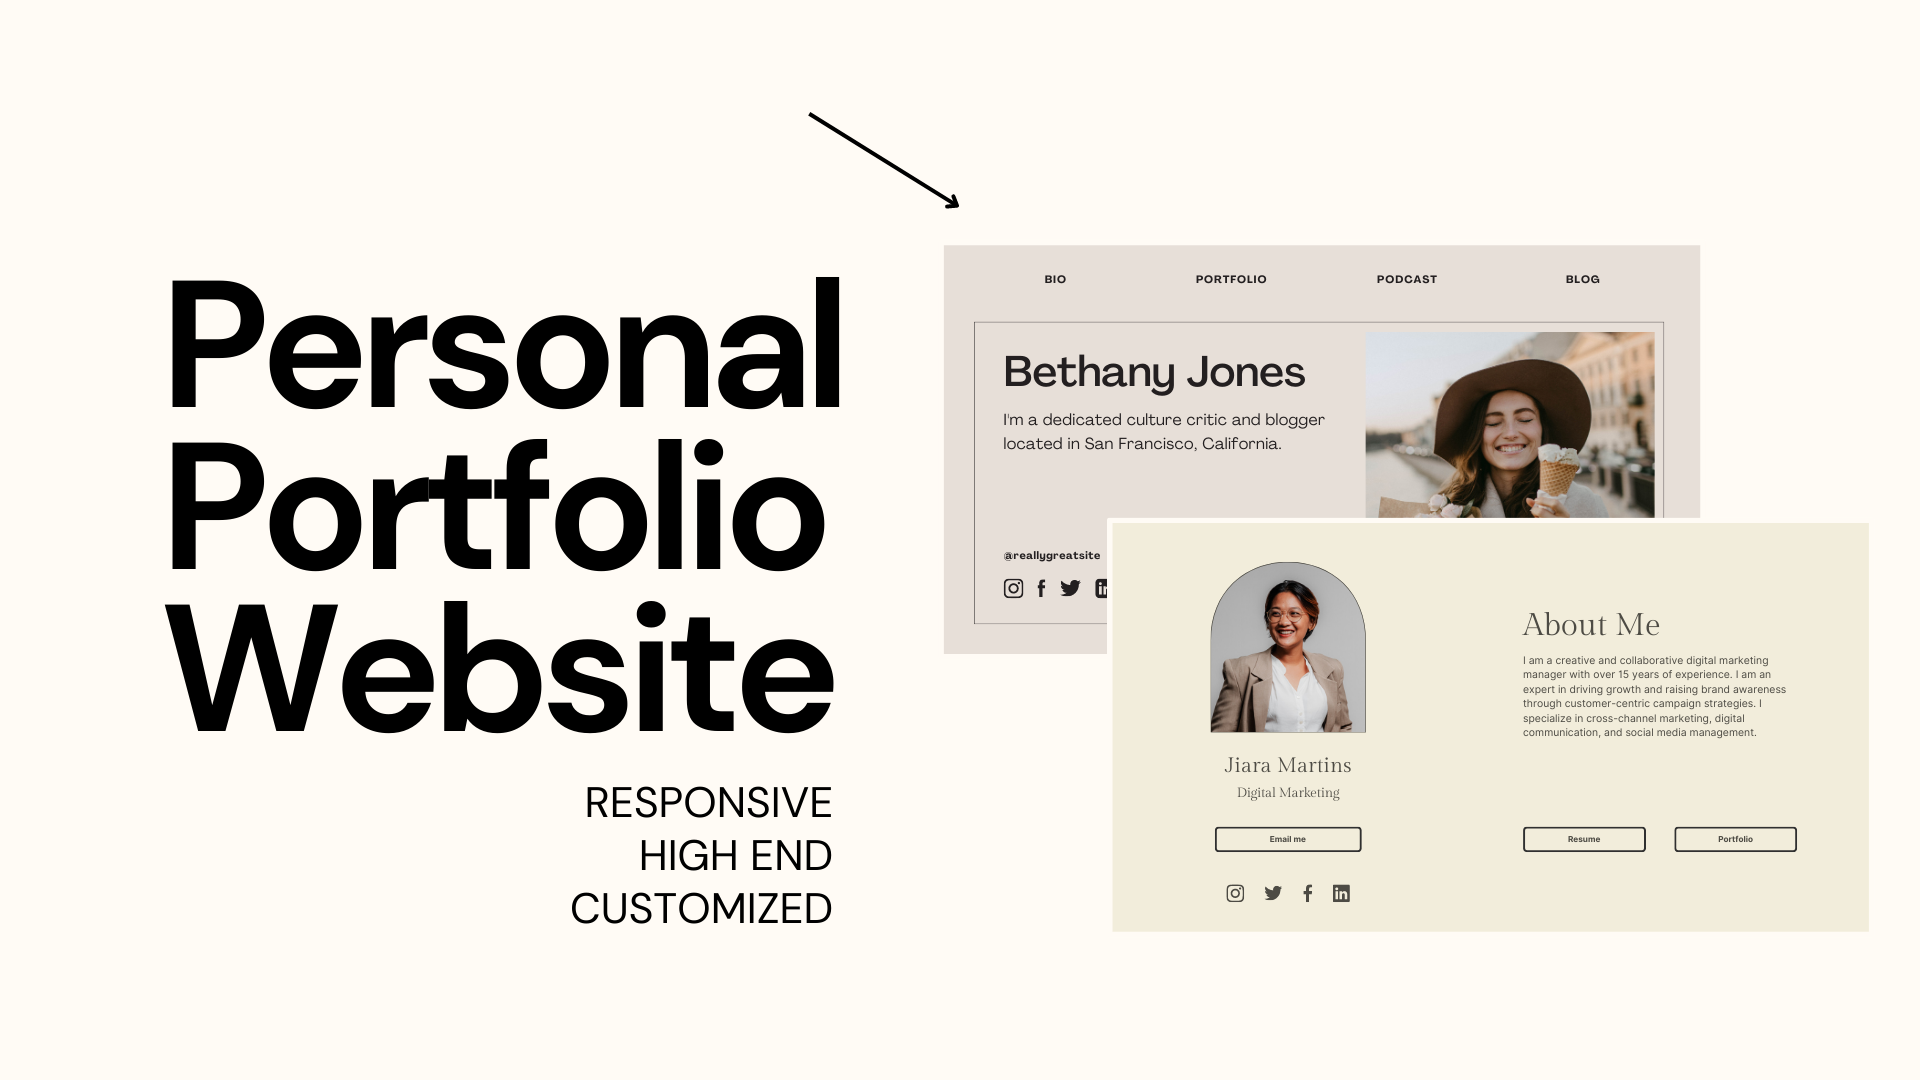 Personal
Portfolio
Website
RESPONSIVE
HIGH END
CUSTOMIZED
BIO PORTFOLIO PODCAST BLOG
Bethany Jones
I'm a dedicated culture critic and blogger
located in San Francisco, California.
@reallygreatsite
Jiara Martins
Digital Marketing
Email me
About Me
I am a creative and collaborative digital marketing
manager with over 15 years of experience. I am an
expert in driving growth and raising brand awareness
through customer-centric campaign strategies. I
specialize in cross-channel marketing, digital
communication, and social media management.
Resume Portfolio